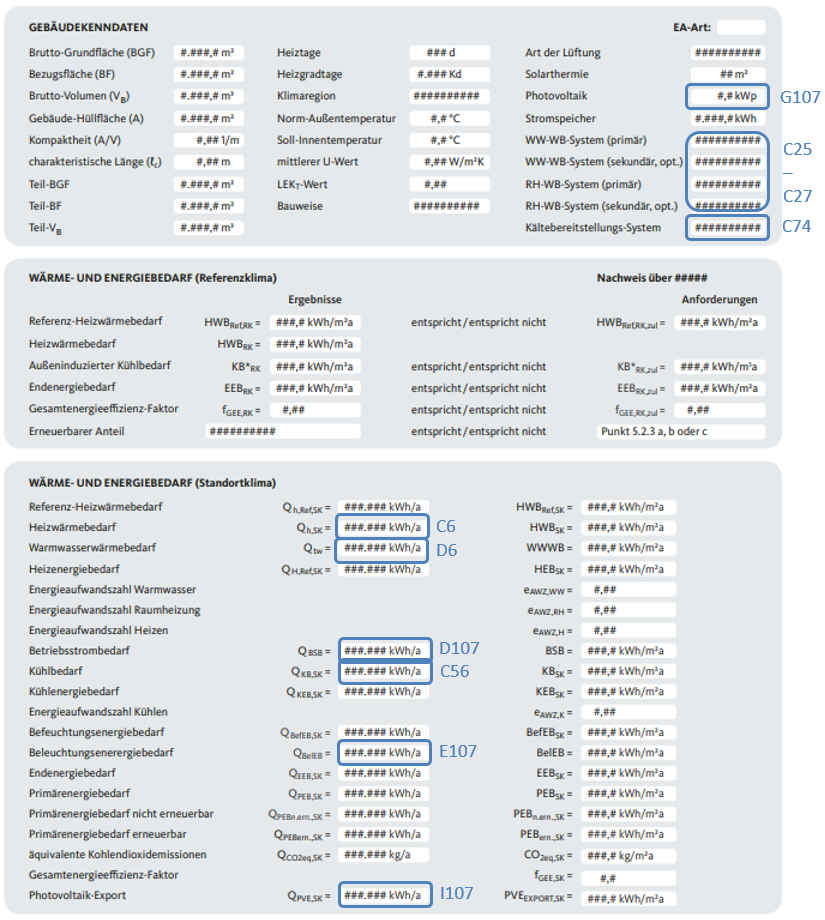 GEBÄUDEKENNDATEN EA-Art:
Brutto-Grundfläche (BGF) #.###,# m² Heiztage ### d Art der Lüftung ##########
Bezugsfläche (BF) #.###,# m² Heizgradtage #.### Kd Solarthermie ## m²
Brutto-Volumen (VB) #.###,# m³ Klimaregion ########## Photovoltaik #,# kWp G107
Gebäude-Hüllfläche (A) #.###,# m² Norm-Außentemperatur #,# °C Stromspeicher #.###,# kWh
Kompaktheit (A/V) #,## 1/m Soll-Innentemperatur #,# °C WW-WB-System (primär) ########## C25
charakteristische Länge (ℓc) #,## m mittlerer U-Wert #,## W/m²K WW-WB-System (sekundär, opt.) ########## –
Teil-BGF #.###,# m² LEKT-Wert #,## RH-WB-System (primär) ########## C27
Teil-BF #.###,# m² Bauweise ########## RH-WB-System (sekundär, opt.) ##########
Teil-VB #.###,# m³ Kältebereitstellungs-System ########## C74
WÄRME- UND ENERGIEBEDARF (Referenzklima) Nachweis über #####
Ergebnisse Anforderungen
Referenz-Heizwärmebedarf HWBRef,RK = ###,# kWh/m²a entspricht/entspricht nicht HWBRef,RK,zul = ###,# kWh/m²a
Heizwärmebedarf HWBRK = ###,# kWh/m²a
Außeninduzierter Kühlbedarf KB*RK ###,# kWh/m³a entspricht/entspricht nicht KB*RK,zul = ###,# kWh/m³a
Endenergiebedarf EEBRK = ###,# kWh/m²a entspricht/entspricht nicht EEBRK,zul = ###,# kWh/m²a
Gesamtenergieeffizienz-Faktor fGEE,RK = #,## entspricht/entspricht nicht fGEE,RK,zul = #,##
Erneuerbarer Anteil ########## entspricht/entspricht nicht Punkt 5.2.3 a, b oder c
WÄRME- UND ENERGIEBEDARF (Standortklima)
Referenz-Heizwärmebedarf Qh,Ref,SK = ###.### kWh/a HWBRef,SK = ###,# kWh/m²a
Heizwärmebedarf Qh,SK = ###.### kWh/a C6 HWBSK = ###,# kWh/m²a
Warmwasserwärmebedarf Qtw = ###.### kWh/a D6 WWWB = ###,# kWh/m²a
Heizenergiebedarf QH,Ref,SK = ###.### kWh/a HEBSK = ###,# kWh/m²a
Energieaufwandszahl Warmwasser eAWZ,WW = #,##
Energieaufwandszahl Raumheizung eAWZ,RH = #,##
Energieaufwandszahl Heizen eAWZ,H = #,##
Betriebsstrombedarf QBSB = ###.### kWh/a D107 BSB = ###,# kWh/m²a
Kühlbedarf QKB,SK = ###.### kWh/a C56 KBSK = ###,# kWh/m²a
Kühlenergiebedarf QKEB,SK = ###.### kWh/a KEBSK = ###,# kWh/m²a
Energieaufwandszahl Kühlen eAWZ,K = #,##
Befeuchtungsenergiebedarf QBefEB,SK = ###.### kWh/a BefEBSK = ###,# kWh/m²a
Beleuchtungsenerergiebedarf QBelEB = ###.### kWh/a E107 BelEB = ###,# kWh/m²a
Endenergiebedarf QEEB,SK = ###.### kWh/a EEBSK = ###,# kWh/m²a
Primärenergiebedarf QPEB,SK = ###.### kWh/a PEBSK = ###,# kWh/m²a
Primärenergiebedarf nicht erneuerbar QPEBn.ern.,SK = ###.### kWh/a PEBn.ern.,SK = ###,# kWh/m²a
Primärenergiebedarf erneuerbar QPEBern.,SK = ###.### kWh/a PEBern.,SK = ###,# kWh/m²a
äquivalente Kohlendioxidemissionen QCO2eq,SK = ###.### kg/a CO2eq,SK = ###,# kg/m²a
Gesamtenergieeffizienz-Faktor fGEE,SK = #,#
Photovoltaik-Export QPVE,SK = ###.### kWh/a I107 PVEEXPORT,SK = ###,# kWh/m²a